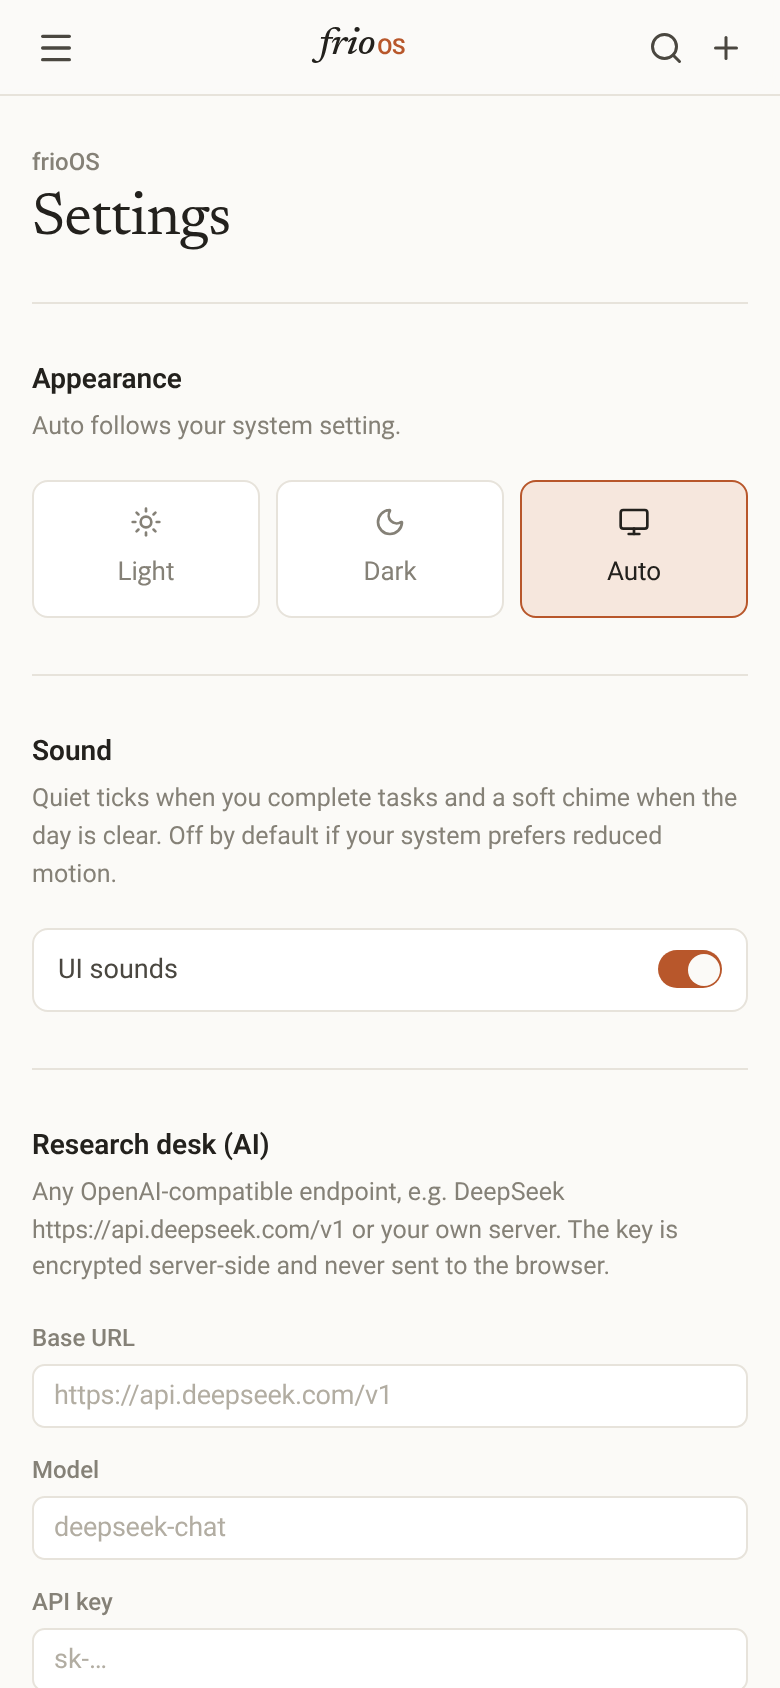 frio OS
frioOS
Settings
Appearance
Auto follows your system setting.
Light
Dark
Auto
Sound
Quiet ticks when you complete tasks and a soft chime when the
day is clear. Off by default if your system prefers reduced
motion.
UI sounds
Research desk (AI)
Any OpenAI-compatible endpoint, e.g. DeepSeek
https://api.deepseek.com/v1 or your own server. The key is
encrypted server-side and never sent to the browser.
Base URL
https://api.deepseek.com/v1
Model
deepseek-chat
API key
sk-...